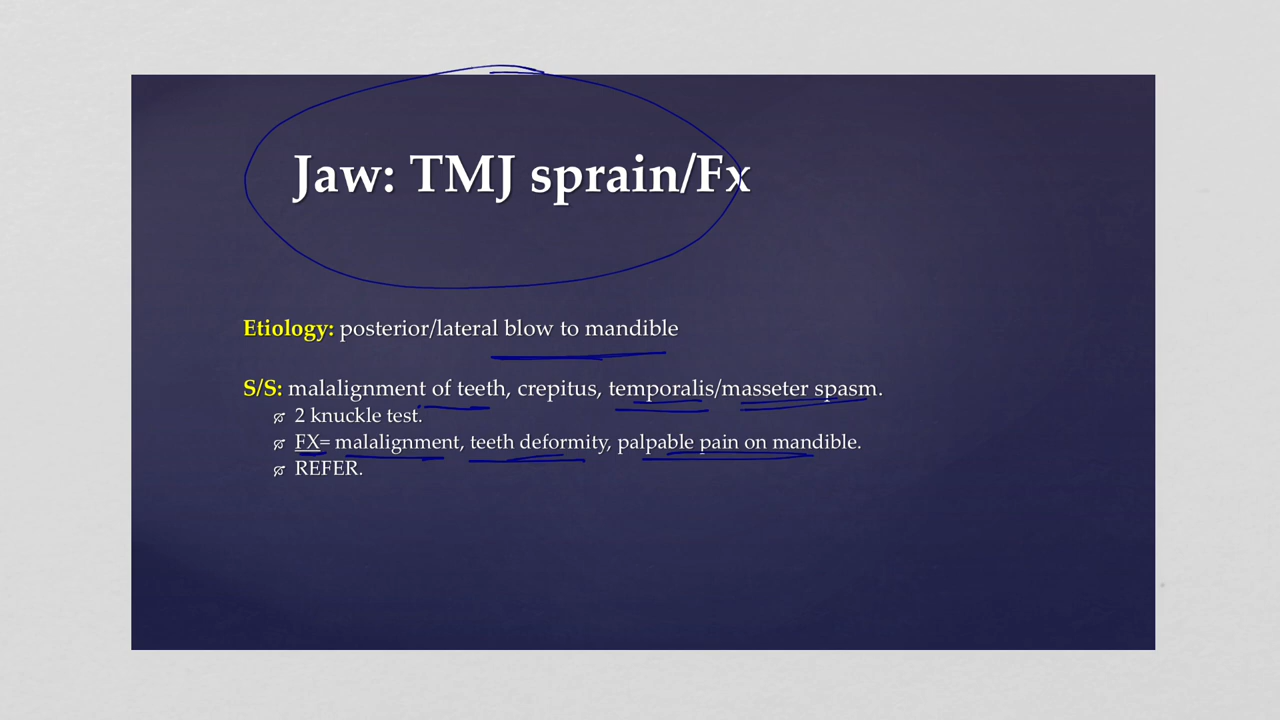 Jaw: TMJ sprain/Fx
Etiology: posterior/lateral blow to mandible
S/S: malalignment of teeth, crepitus, temporalis/masseter spasm.
2 knuckle test.
FX= malalignment, teeth deformity, palpable pain on mandible.
REFER.